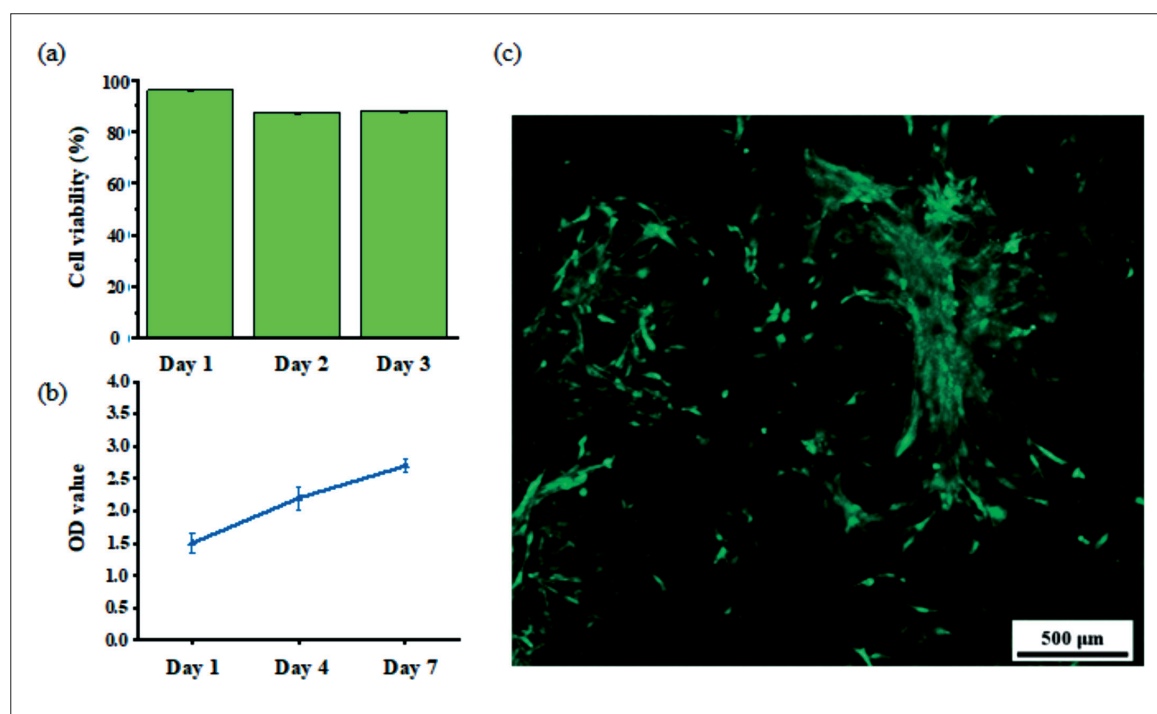 (a)
Cell viability (%)
100
80
60
40
20
0
Day 1 Day 2 Day 3
(b)
OD value
4.0
3.5
3.0
2.5
2.0
1.5
1.0
0.5
0.0
Day 1 Day 4 Day 7
(c)
500 μm